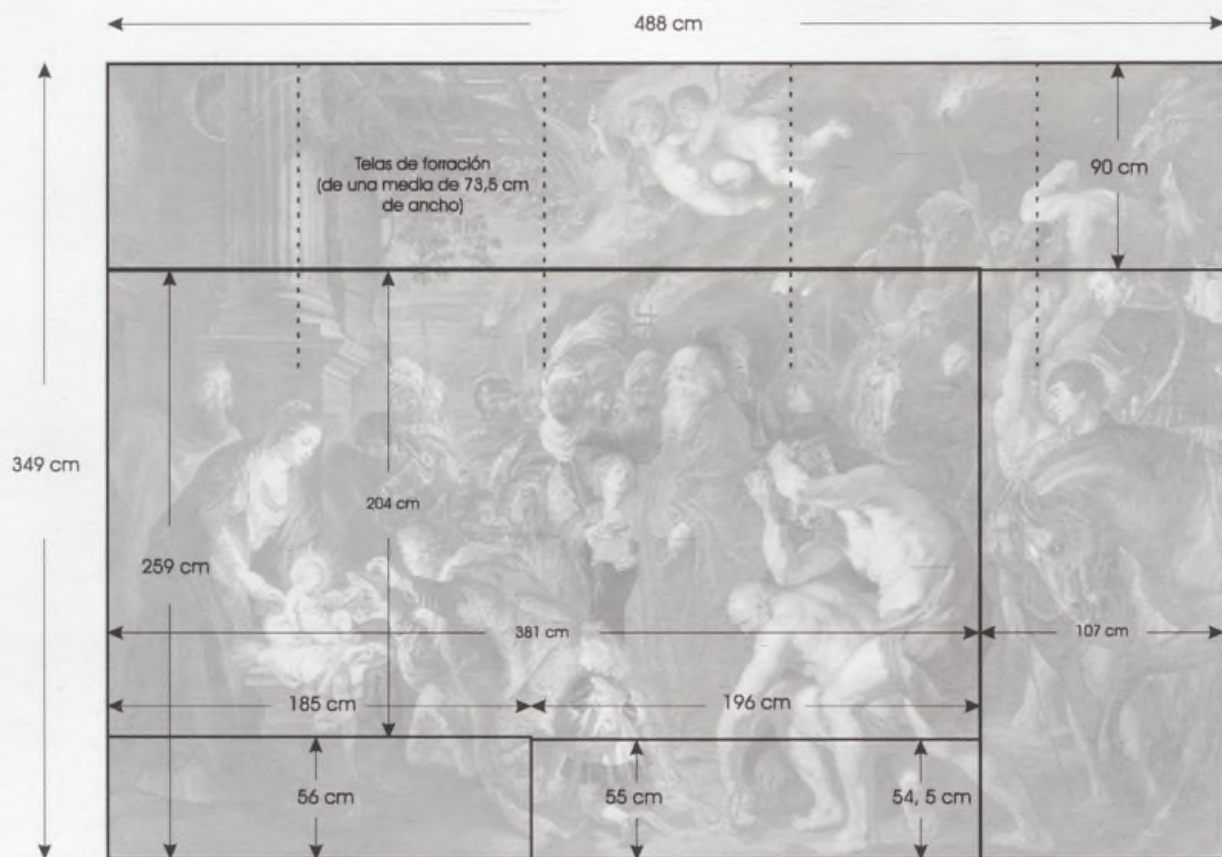 488 cm
Telas de forración
(de una media de 73,5 cm
de ancho)
90 cm
349 cm
204 cm
259 cm
381 cm
107 cm
185 cm
196 cm
56 cm
55 cm
54, 5 cm